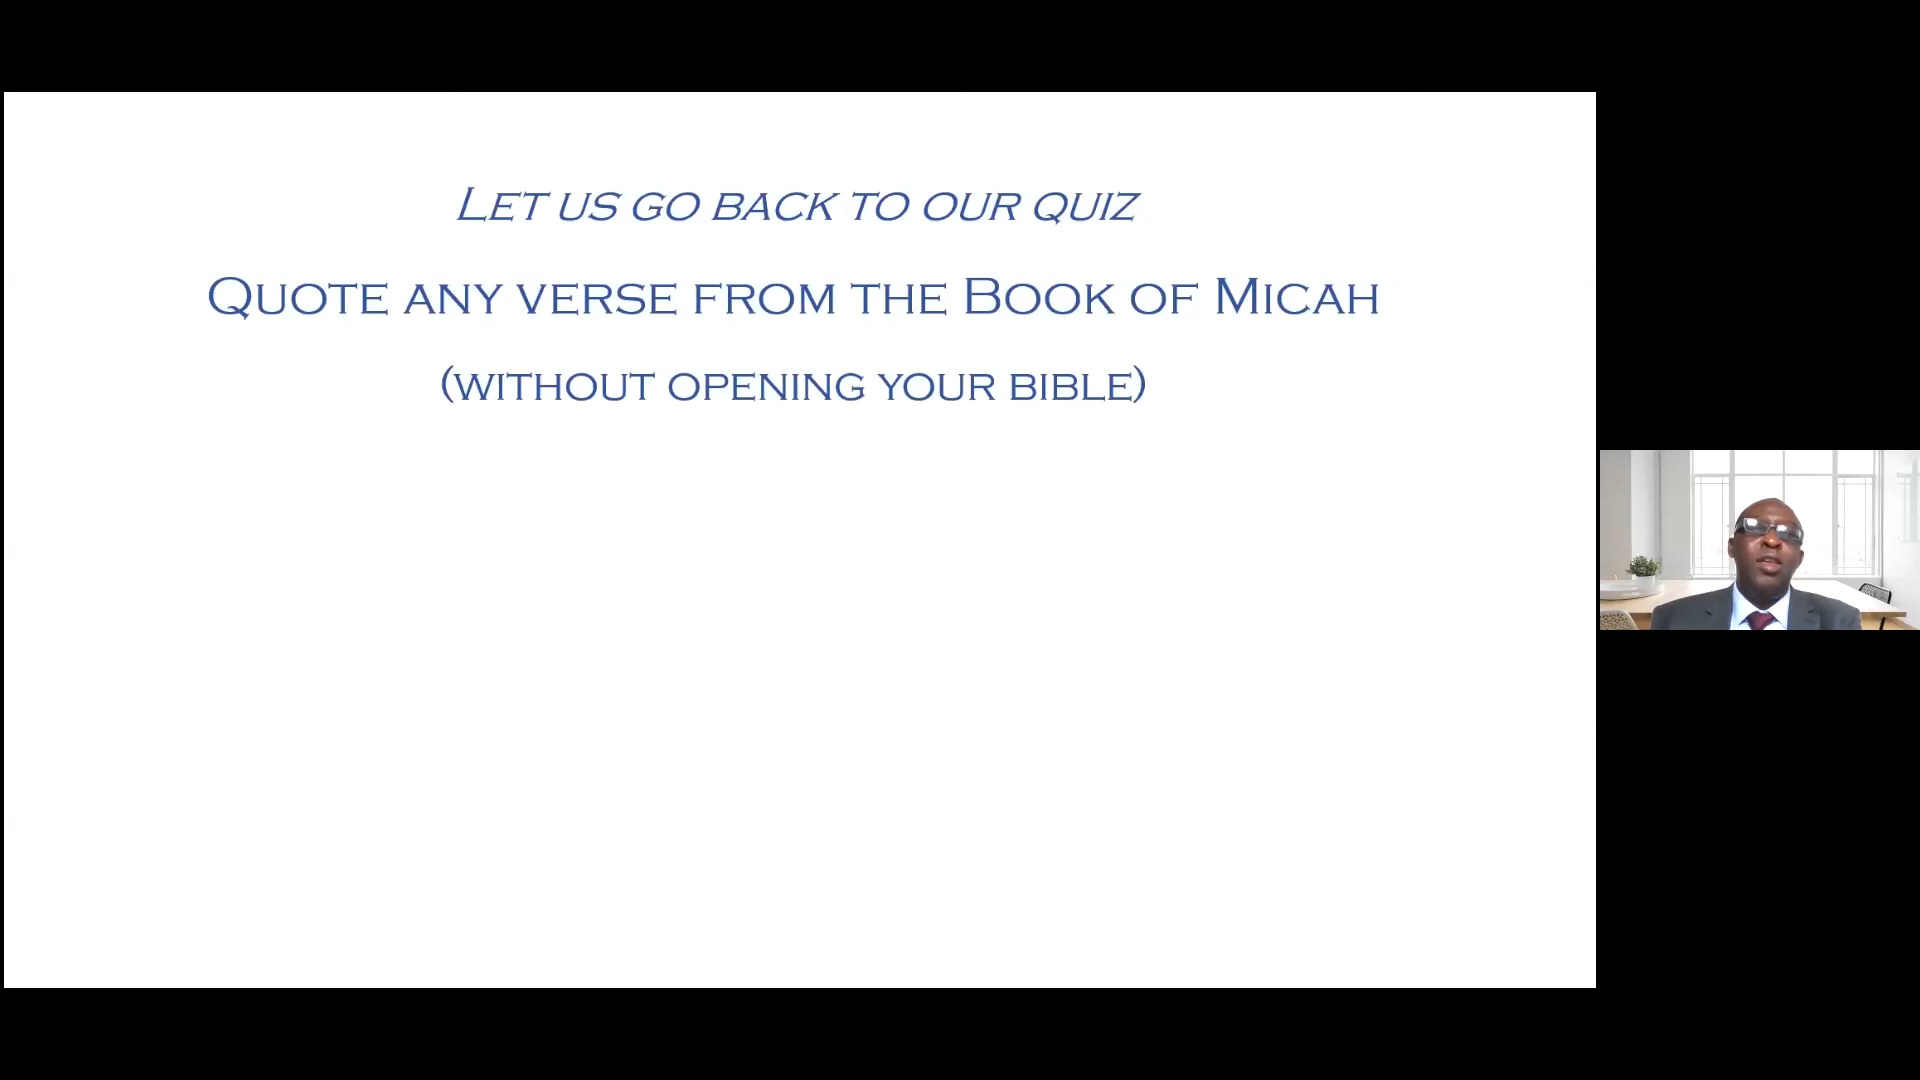 Let us go back to our quiz
Quote any verse from the Book of Micah
(without opening your bible)